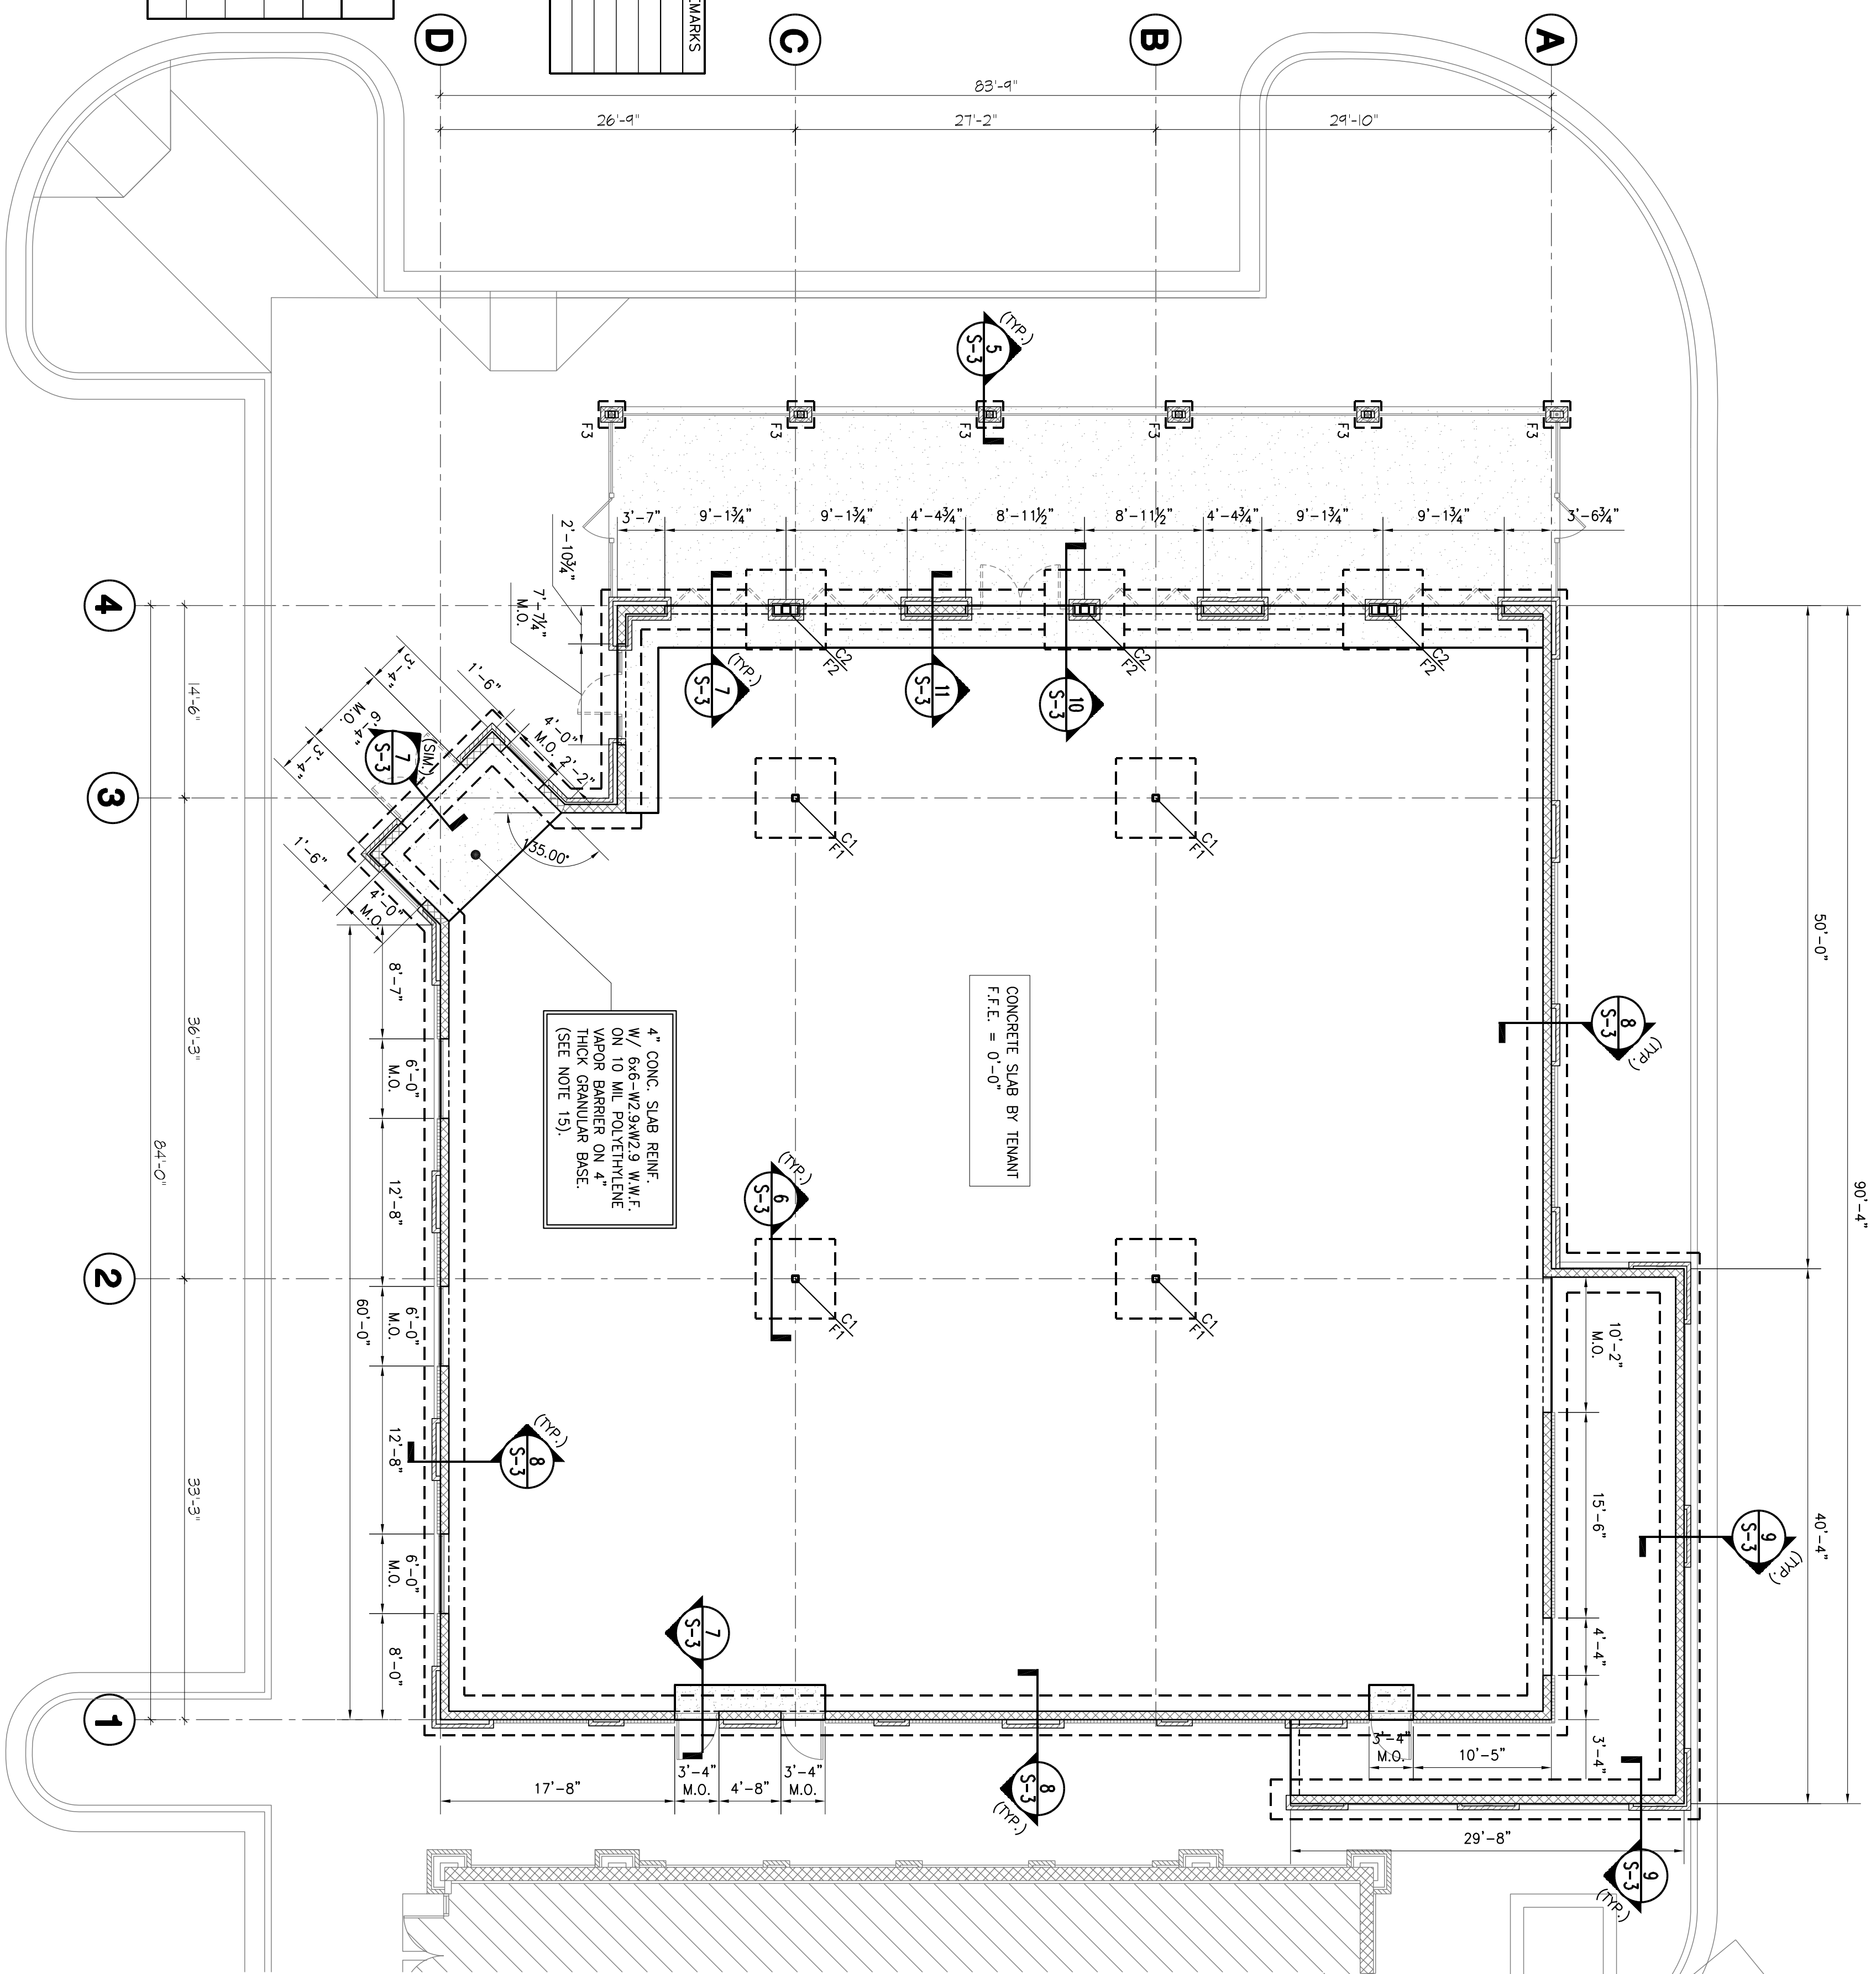 EMARKS
D
C
B
A
83'-9"
26'-9"
27'-2"
29'-10"
5
S-3
(TYP.)
F3
F3
F3
F3
F3
F3
3'-7"
9'-1¾"
9'-1¾"
4'-4¾"
8'-11½"
8'-11½"
4'-4¾"
9'-1¾"
9'-1¾"
3'-6¾"
2'-10¾"
7'-7¼"
M.O.
4
C2
F2
C2
F2
C2
F2
7
S-3
(TYP.)
11
S-3
10
S-3
14'-6"
3'-4"
6'-4"
M.O.
3'-4"
1'-6"
4'-0"
M.O.
2'-2"
7
S-3
(SIM.)
3
C1
F1
C1
F1
135.00°
1'-6"
4'-0"
M.O.
50'-0"
90'-4"
8'-7"
36'-3"
6'-0"
M.O.
84'-0"
12'-8"
4" CONC. SLAB REINF.
W/ 6x6-W2.9xW2.9 W.W.F.
ON 10 MIL POLYETHYLENE
VAPOR BARRIER ON 4"
THICK GRANULAR BASE.
(SEE NOTE 15).
CONCRETE SLAB BY TENANT
F.F.E. = 0'-0"
8
S-3
(TYP.)
6
S-3
(TYP.)
2
C1
F1
C1
F1
60'-0"
6'-0"
M.O.
10'-2"
M.O.
12'-8"
8
S-3
(TYP.)
33'-3"
15'-6"
40'-4"
9
S-3
(TYP.)
6'-0"
M.O.
8'-0"
7
S-3
4'-4"
3'-4"
1
17'-8"
3'-4"
M.O.
4'-8"
3'-4"
M.O.
8
S-3
(TYP.)
3'-4"
M.O.
10'-5"
29'-8"
9
S-3
(TYP.)